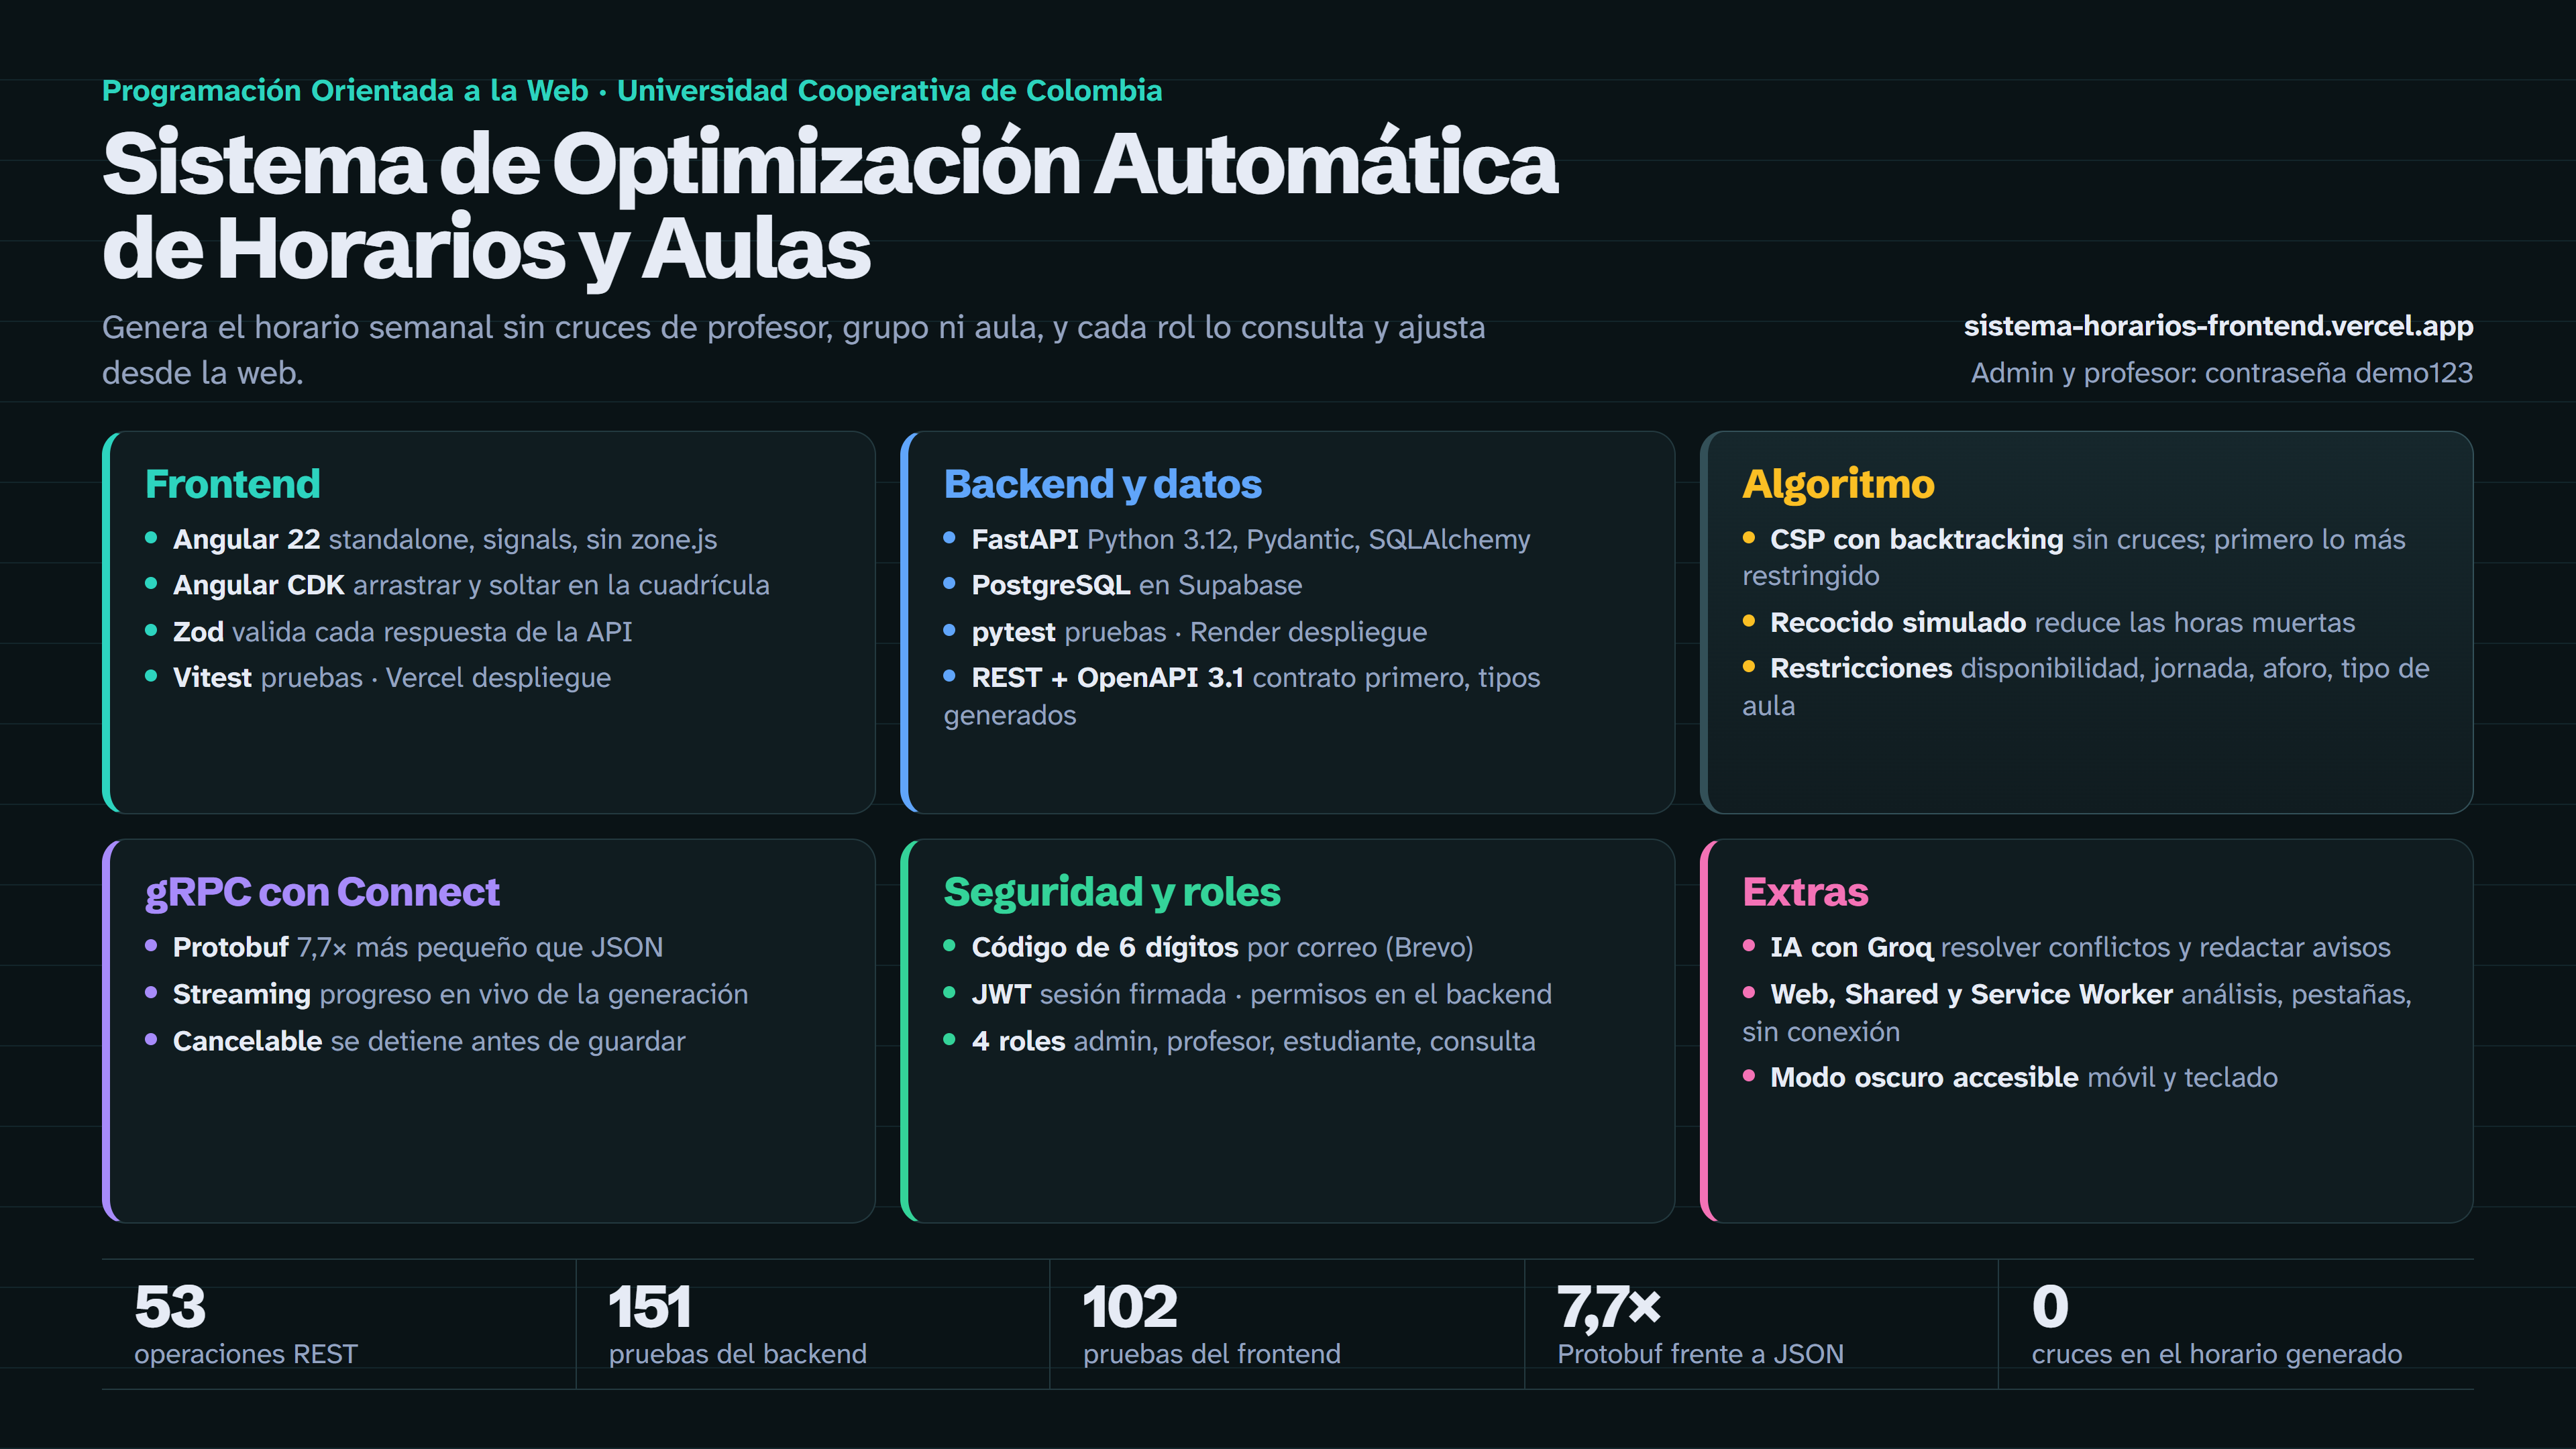 Programación Orientada a la Web · Universidad Cooperativa de Colombia
Sistema de Optimización Automática
de Horarios y Aulas
Genera el horario semanal sin cruces de profesor, grupo ni aula, y cada rol lo consulta y ajusta
desde la web.
sistema-horarios-frontend.vercel.app
Admin y profesor: contraseña demo123
Frontend
• Angular 22 standalone, signals, sin zone.js
• Angular CDK arrastrar y soltar en la cuadrícula
• Zod valida cada respuesta de la API
• Vitest pruebas · Vercel despliegue
Backend y datos
• FastAPI Python 3.12, Pydantic, SQLAlchemy
• PostgreSQL en Supabase
• pytest pruebas · Render despliegue
• REST + OpenAPI 3.1 contrato primero, tipos
generados
Algoritmo
• CSP con backtracking sin cruces; primero lo más
restringido
• Recocido simulado reduce las horas muertas
• Restricciones disponibilidad, jornada, aforo, tipo de
aula
gRPC con Connect
• Protobuf 7,7× más pequeño que JSON
• Streaming progreso en vivo de la generación
• Cancelable se detiene antes de guardar
Seguridad y roles
• Código de 6 dígitos por correo (Brevo)
• JWT sesión firmada · permisos en el backend
• 4 roles admin, profesor, estudiante, consulta
Extras
• IA con Groq resolver conflictos y redactar avisos
• Web, Shared y Service Worker análisis, pestañas,
sin conexión
• Modo oscuro accesible móvil y teclado
53
operaciones REST
151
pruebas del backend
102
pruebas del frontend
7,7×
Protobuf frente a JSON
0
cruces en el horario generado